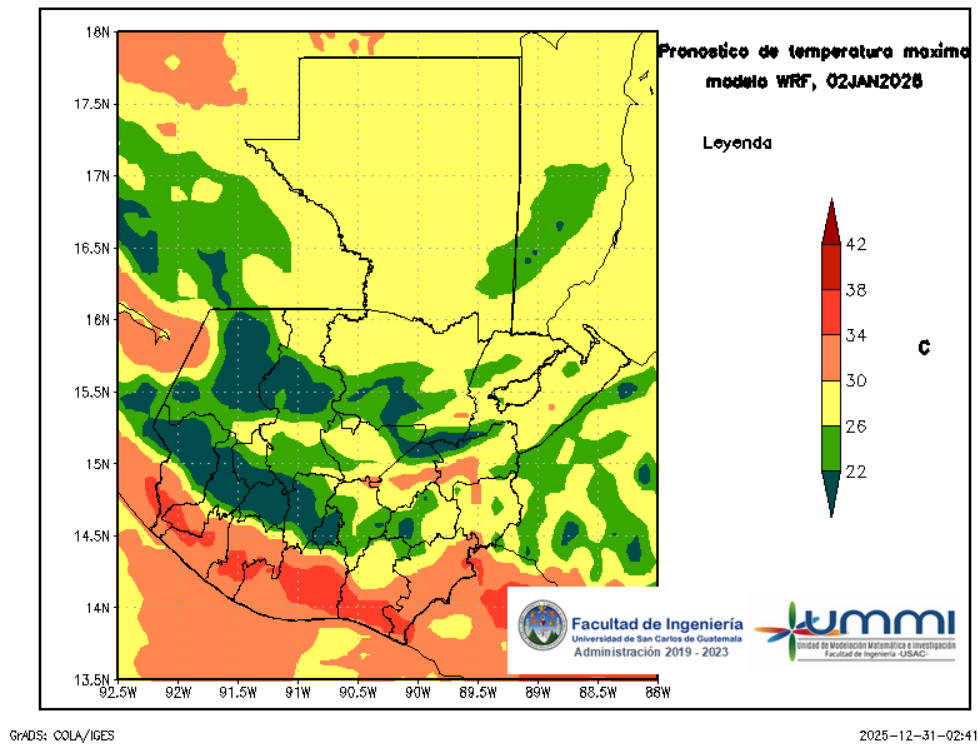 Pronostico de temperatura maxima
modelo WRF, 02JAN2026
Leyenda
42
38
34
30
26
22
C
18N
17.5N
17N
16.5N
16N
15.5N
15N
14.5N
14N
13.5N
92.5W
92W
91.5W
91W
90.5W
90W
89.5W
89W
88.5W
88W
Facultad de Ingeniería
Universidad de San Carlos de Guatemala
Administración 2019 - 2023
ummi
Unidad de Modelación Matemática e Investigación
Facultad de Ingeniería -USAC-
GrADS: COLA/IGES
2025-12-31-02:41